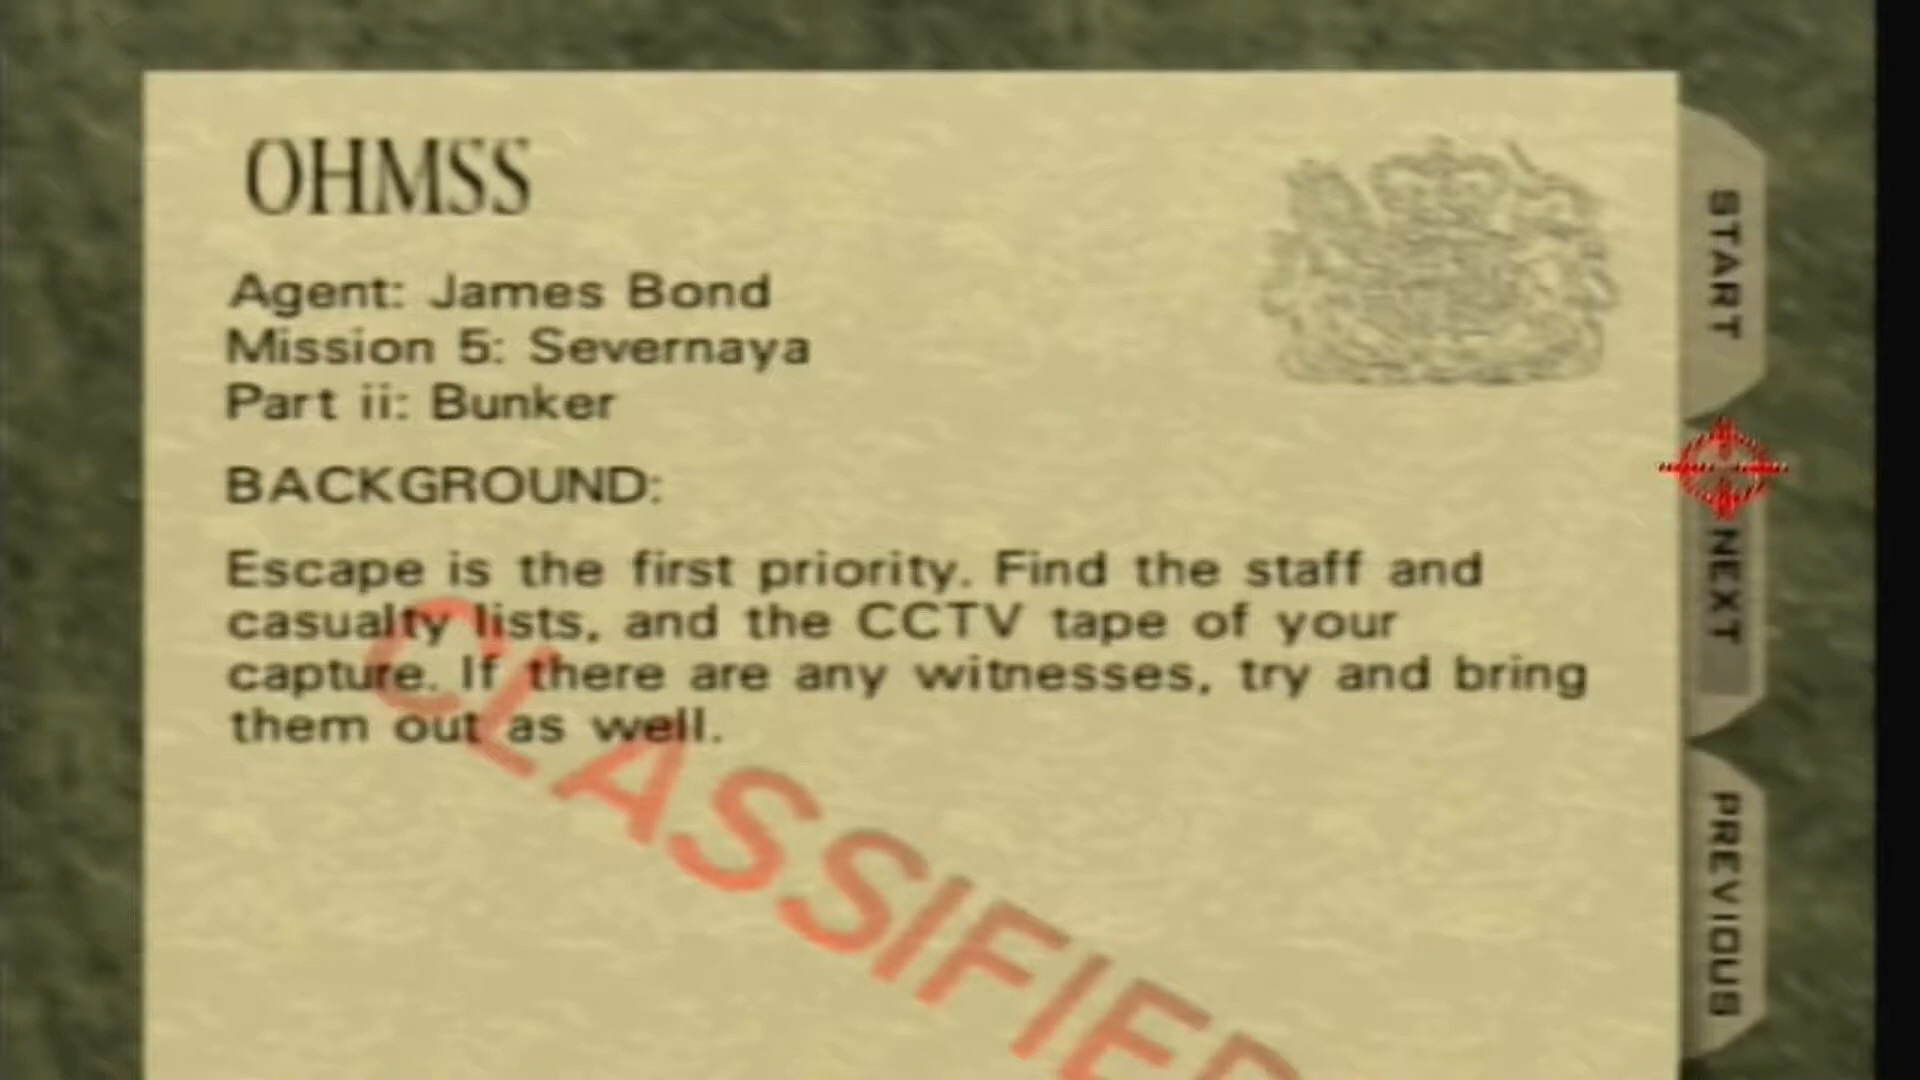 OHMSS
Agent: James Bond
Mission 5: Severnaya
Part ii: Bunker
BACKGROUND:
Escape is the first priority. Find the staff and
casualty lists, and the CCTV tape of your
capture. If there are any witnesses, try and bring
them out as well.
CLASSIFIED
START
NEXT
PREVIOUS